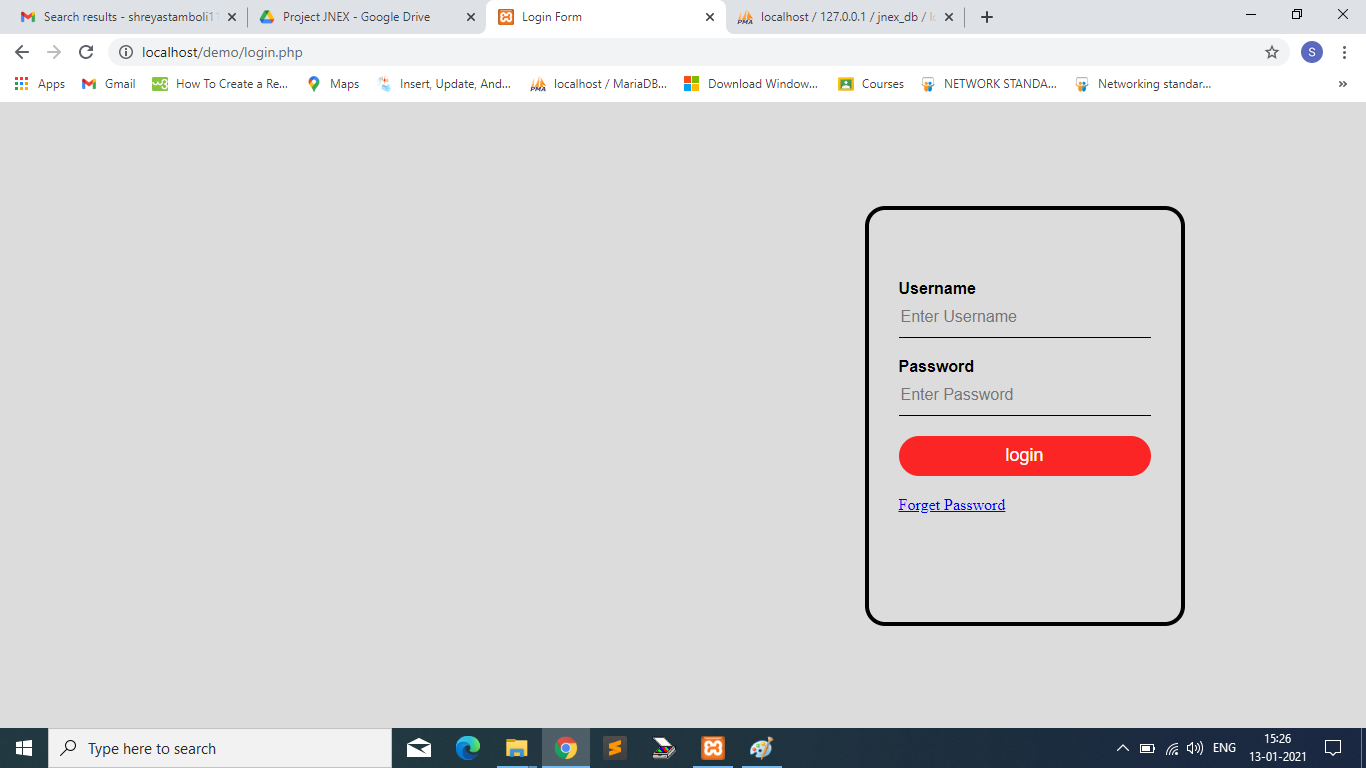 Search results - shreyastamboli11
Project JNEX - Google Drive
Login Form
localhost / 127.0.0.1 / jnex_db /
localhost/demo/login.php
S
Apps
Gmail
How To Create a Re...
Maps
Insert, Update, And...
localhost / MariaDB...
Download Window...
Courses
NETWORK STANDA...
Networking standar...
»
Username
Enter Username
Password
Enter Password
login
Forget Password
Type here to search
ENG
15:26
13-01-2021